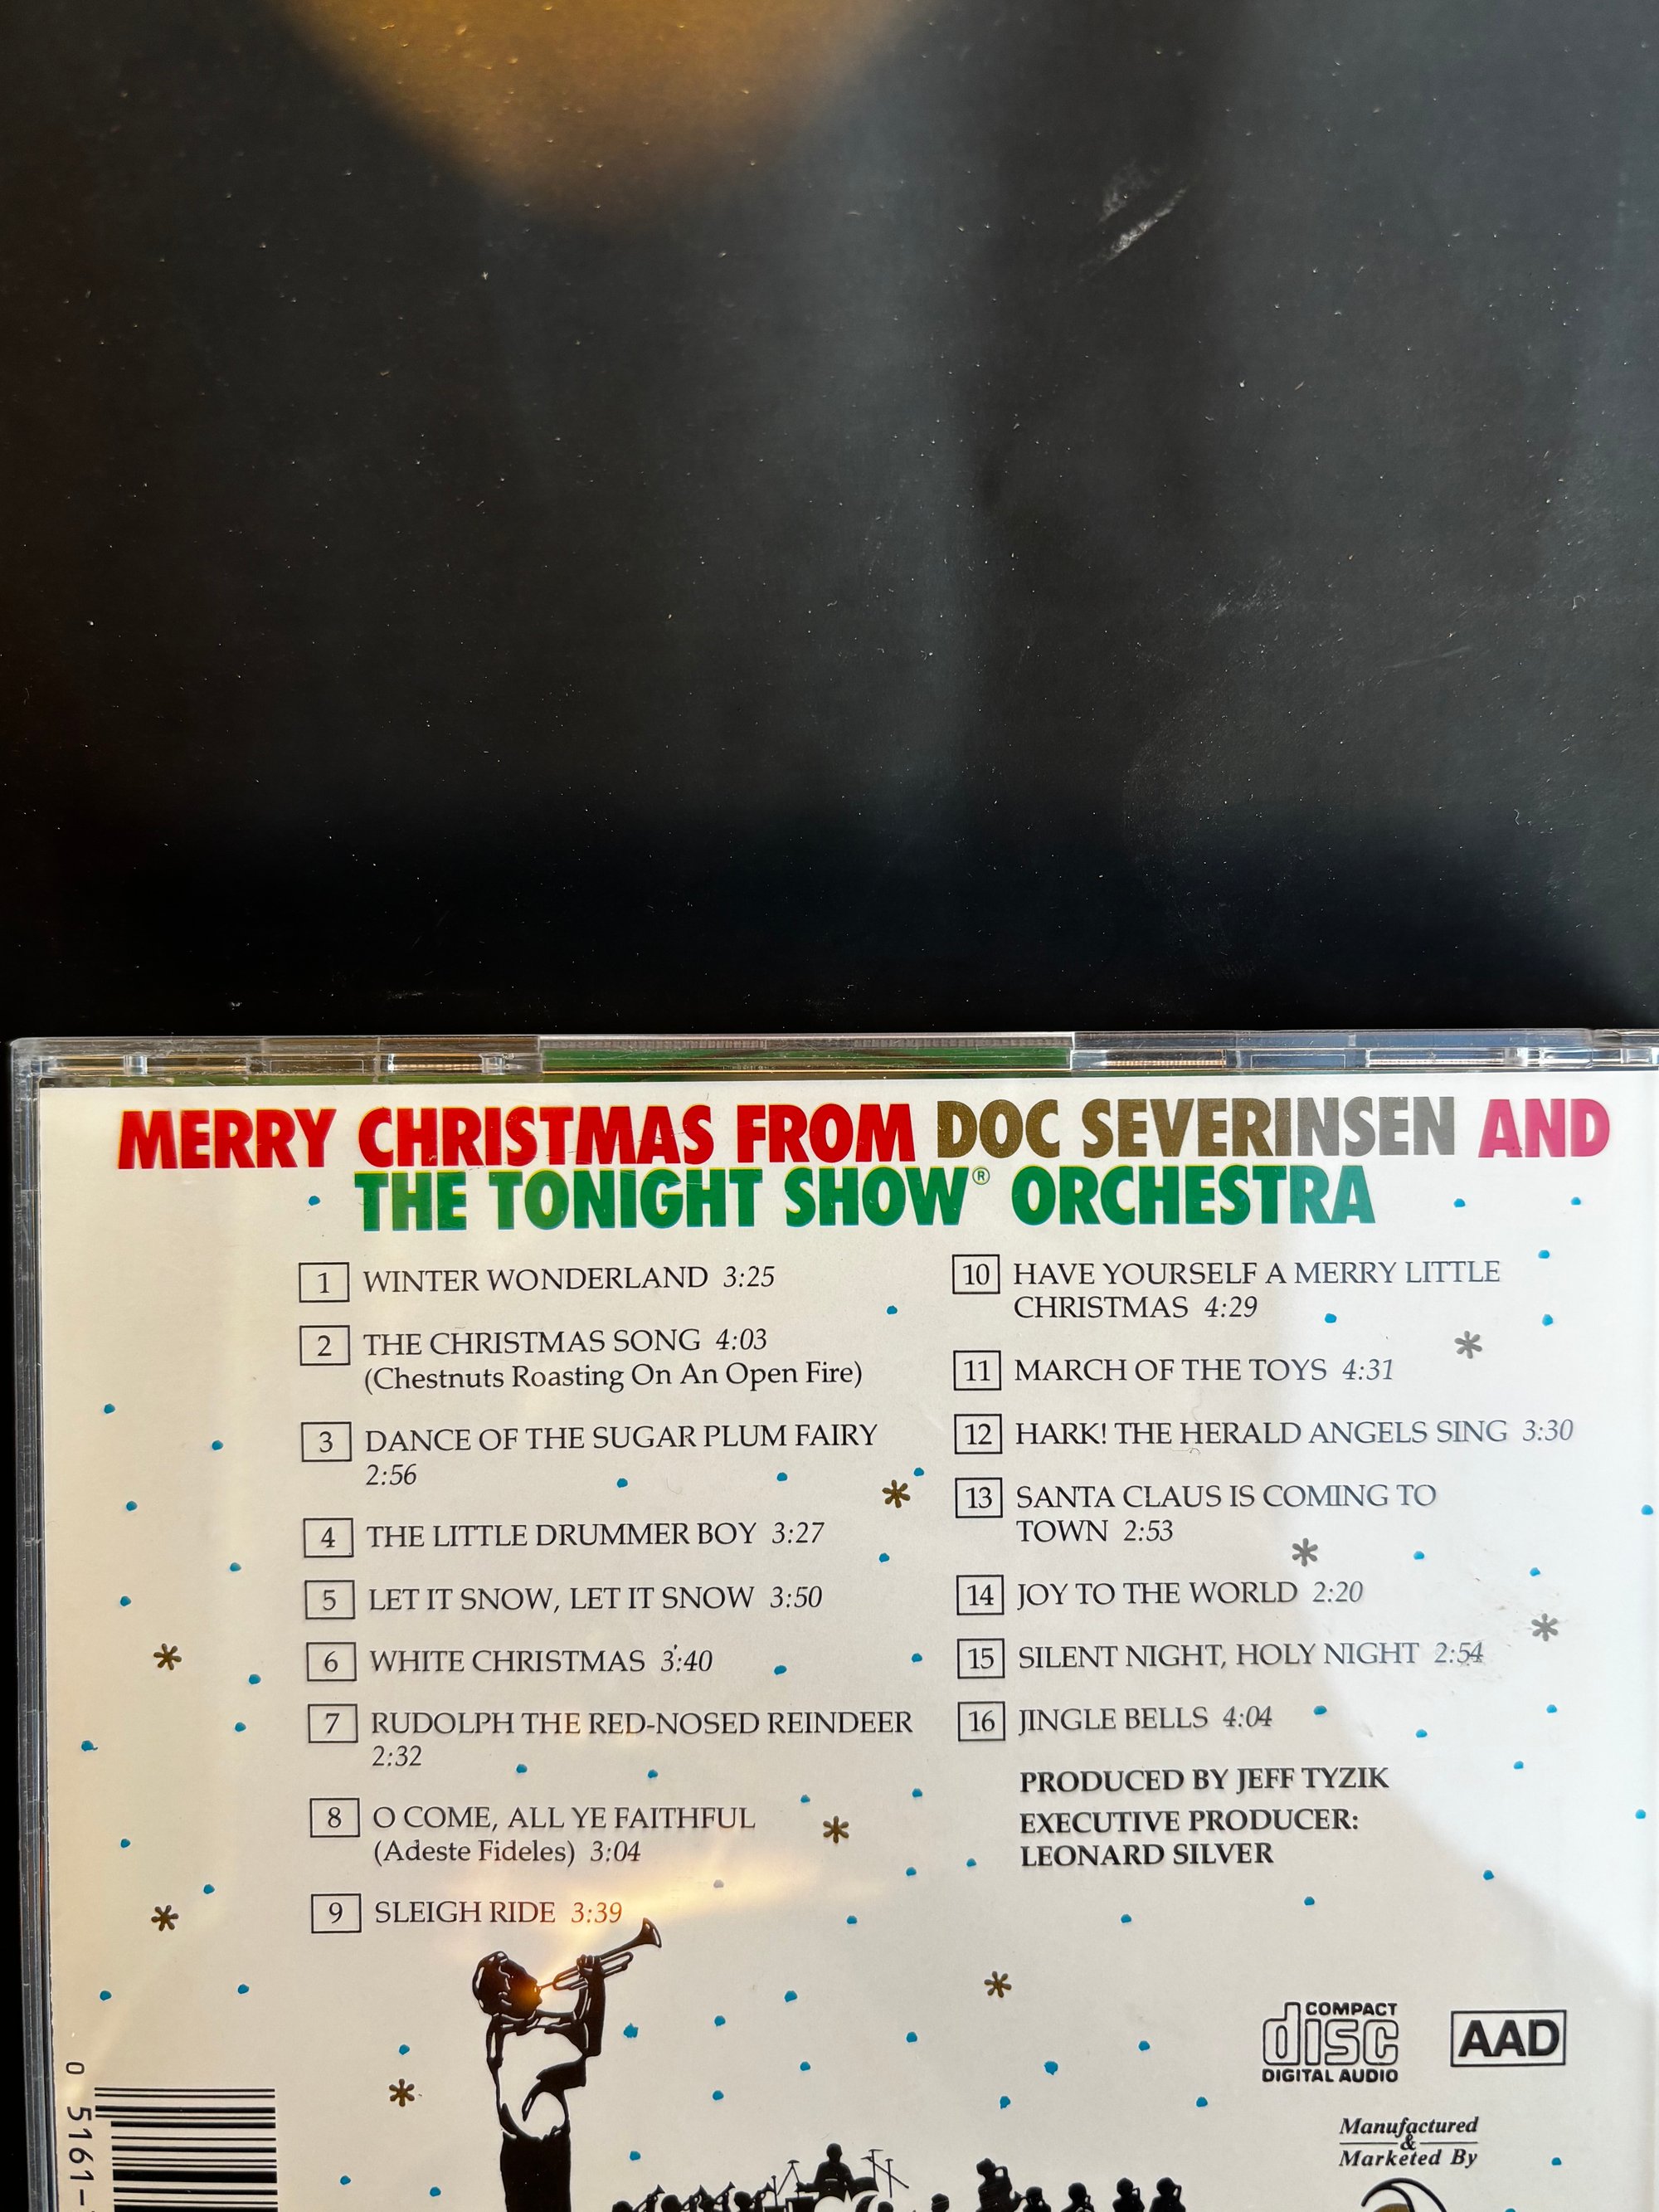 MERRY CHRISTMAS FROM DOC SEVERINSEN AND
THE TONIGHT SHOW® ORCHESTRA
1 WINTER WONDERLAND 3:25
2 THE CHRISTMAS SONG 4:03
(Chestnuts Roasting On An Open Fire)
3 DANCE OF THE SUGAR PLUM FAIRY
2:56
4 THE LITTLE DRUMMER BOY 3:27
5 LET IT SNOW, LET IT SNOW 3:50
6 WHITE CHRISTMAS 3:40
7 RUDOLPH THE RED-NOSED REINDEER
2:32
8 O COME, ALL YE FAITHFUL
(Adeste Fideles) 3:04
9 SLEIGH RIDE 3:39
10 HAVE YOURSELF A MERRY LITTLE
CHRISTMAS 4:29
11 MARCH OF THE TOYS 4:31
12 HARK! THE HERALD ANGELS SING 3:30
13 SANTA CLAUS IS COMING TO
TOWN 2:53
14 JOY TO THE WORLD 2:20
15 SILENT NIGHT, HOLY NIGHT 2:54
16 JINGLE BELLS 4:04
PRODUCED BY JEFF TYZIK
EXECUTIVE PRODUCER:
LEONARD SILVER
COMPACT
disc
DIGITAL AUDIO
AAD
Manufactured
&
Marketed By
0 5161-